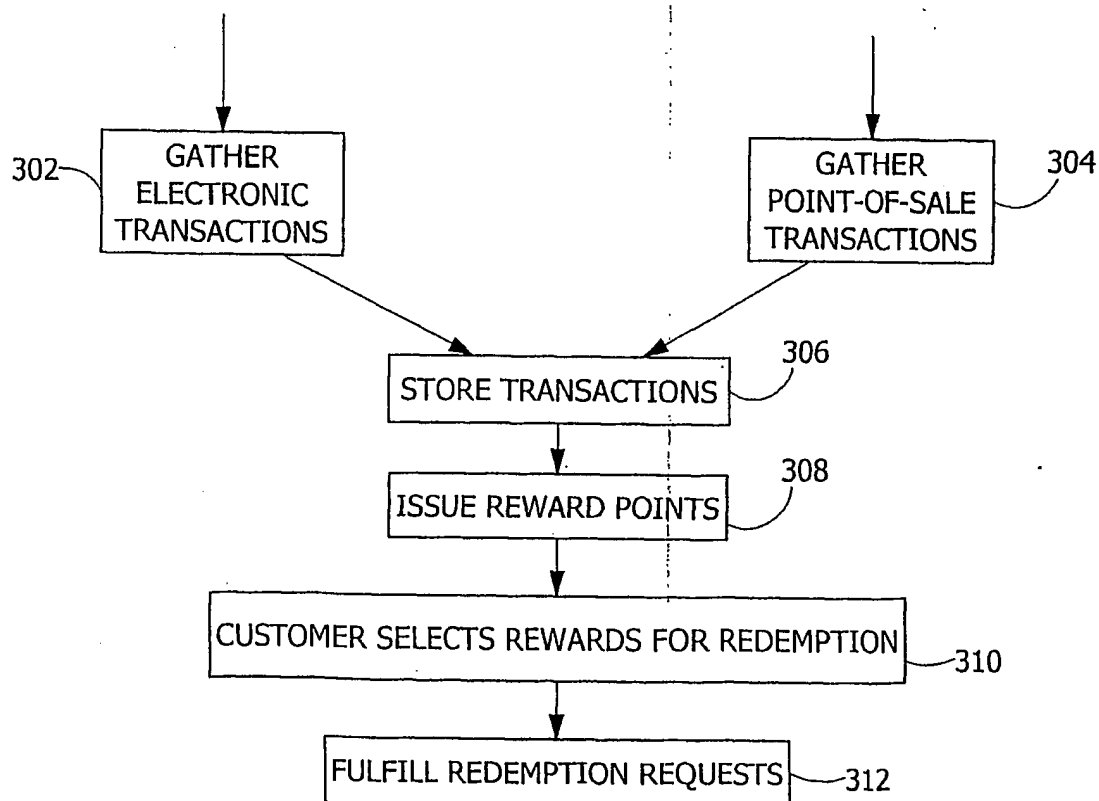 302
GATHER
ELECTRONIC
TRANSACTIONS
GATHER
POINT-OF-SALE
TRANSACTIONS
304
STORE TRANSACTIONS
306
ISSUE REWARD POINTS
308
CUSTOMER SELECTS REWARDS FOR REDEMPTION
310
FULFILL REDEMPTION REQUESTS
312